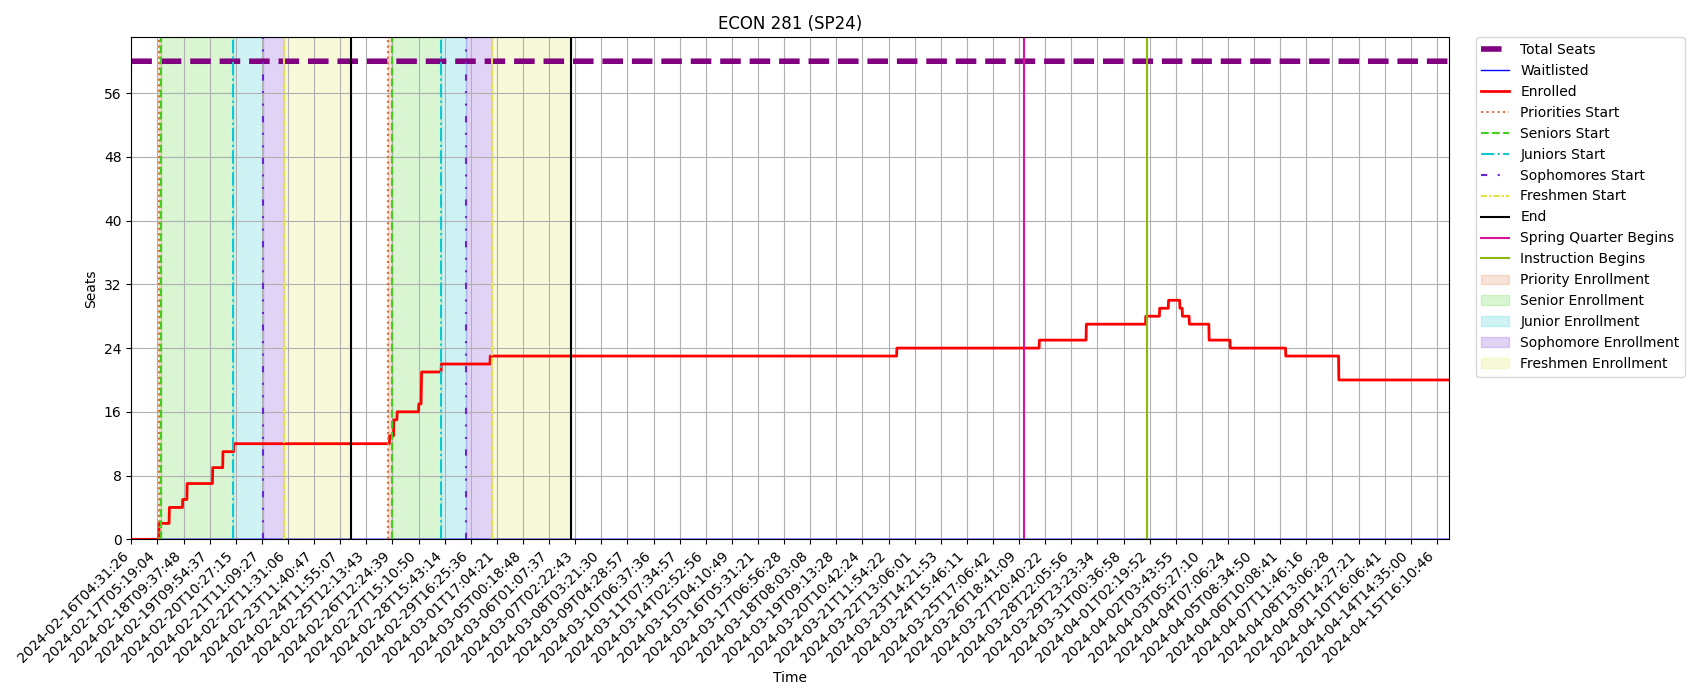 ECON 281 (SP24)
Total Seats
Waitlisted
Enrolled
Priorities Start
Seniors Start
Juniors Start
Sophomores Start
Freshmen Start
End
Spring Quarter Begins
Instruction Begins
Priority Enrollment
Senior Enrollment
Junior Enrollment
Sophomore Enrollment
Freshmen Enrollment
Seats
56
48
40
32
24
16
8
0
2024-02-16T04:31:26
2024-02-17T05:19:04
2024-02-18T09:37:48
2024-02-19T09:54:37
2024-02-20T10:27:15
2024-02-21T11:09:27
2024-02-22T11:31:06
2024-02-23T11:40:47
2024-02-24T11:55:07
2024-02-25T12:13:43
2024-02-26T12:24:39
2024-02-27T15:10:50
2024-02-28T15:43:14
2024-02-29T16:25:36
2024-03-01T17:04:21
2024-03-05T00:18:48
2024-03-06T01:07:37
2024-03-07T02:22:43
2024-03-08T03:21:30
2024-03-09T04:28:57
2024-03-10T06:37:36
2024-03-11T07:34:57
2024-03-14T02:52:56
2024-03-15T04:10:49
2024-03-16T05:31:21
2024-03-17T06:56:28
2024-03-18T08:03:08
2024-03-19T09:13:28
2024-03-20T10:42:24
2024-03-21T11:54:22
2024-03-22T13:06:01
2024-03-23T14:21:53
2024-03-24T15:46:11
2024-03-25T17:06:42
2024-03-26T18:41:09
2024-03-27T20:40:22
2024-03-28T22:05:56
2024-03-29T23:23:34
2024-03-31T00:36:58
2024-04-01T02:19:52
2024-04-02T03:43:55
2024-04-03T05:27:10
2024-04-04T07:06:24
2024-04-05T08:34:50
2024-04-06T10:08:41
2024-04-07T11:46:16
2024-04-08T13:06:28
2024-04-09T14:27:21
2024-04-10T16:06:41
2024-04-14T14:35:00
2024-04-15T16:10:46
Time